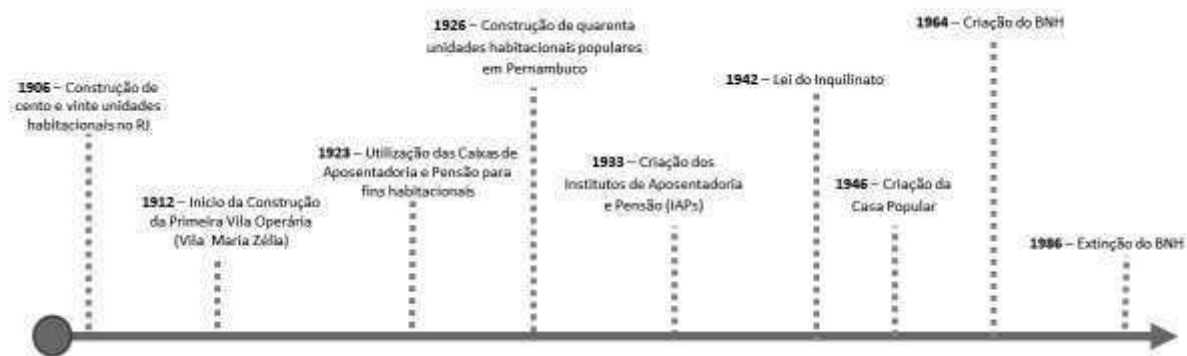 1906 – Construção de
cento e vinte unidades
habitacionais no RJ
1912 – Inicio da Construção
da Primeira Vila Operária
(Vila Maria Zélia)
1923 – Utilização das Caixas de
Aposentadoria e Pensão para
fins habitacionais
1926 – Construção de quarenta
unidades habitacionais populares
em Pernambuco
1933 – Criação dos
Institutos de Aposentadoria
e Pensão (IAPs)
1942 – Lei do Inquilinato
1946 – Criação da
Casa Popular
1964 – Criação do BNH
1986 – Extinção do BNH